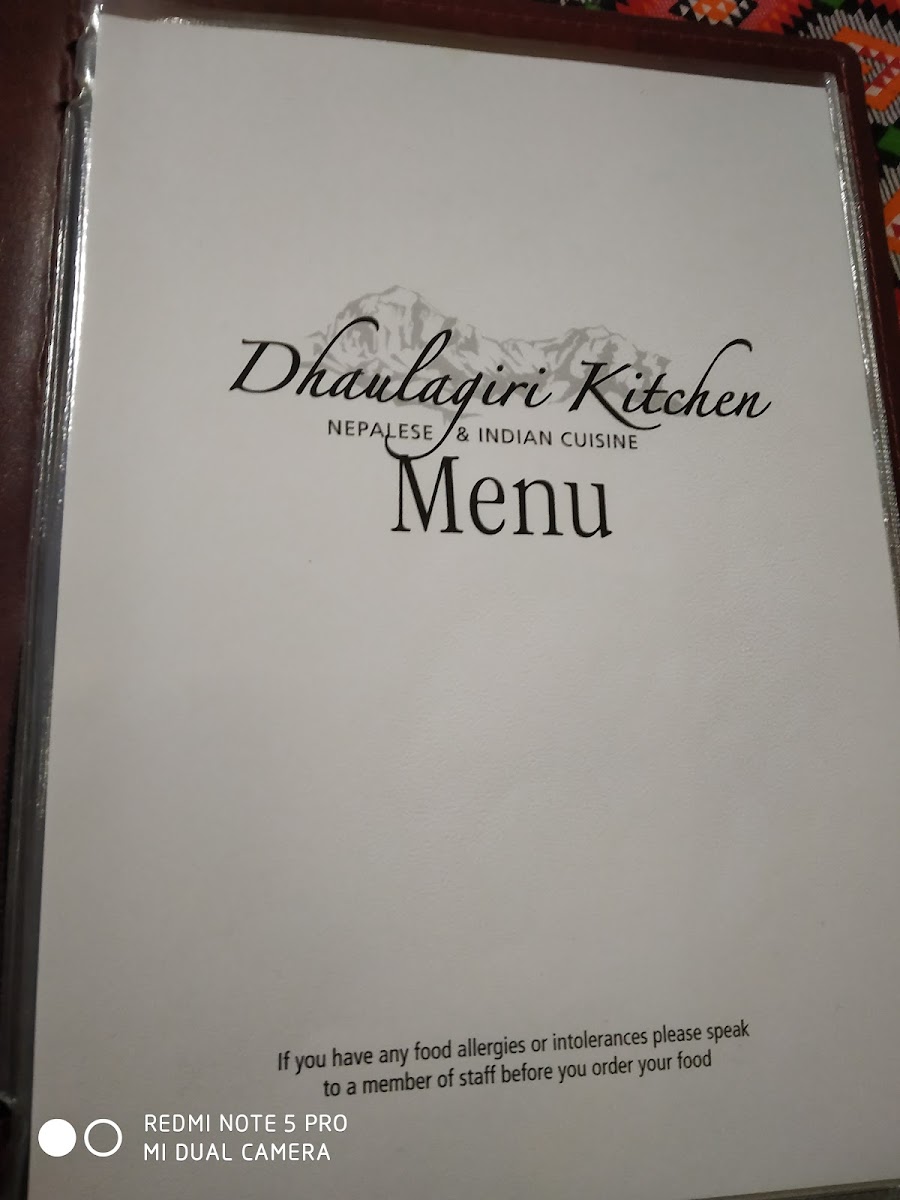 Dhaulagiri Kitchen
NEPALESE & INDIAN CUISINE
Menu
If you have any food allergies or intolerances please speak
to a member of staff before you order your food
REDMI NOTE 5 PRO
MI DUAL CAMERA